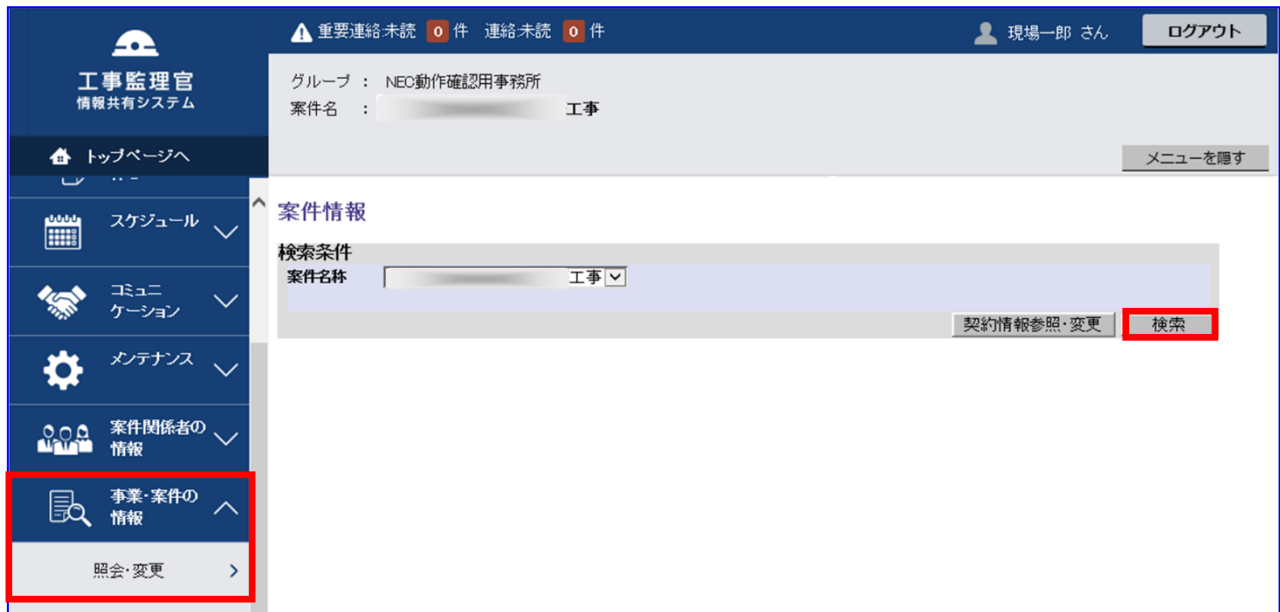 重要連絡:未読 0 件 連絡:未読 0 件
現場一郎 さん
ログアウト
工事監理官
情報共有システム
グループ : NEC動作確認用事務所
案件名 : 工事
トップページへ
メニューを隠す
スケジュール
コミュニ
ケーション
メンテナンス
案件関係者の
情報
事業・案件の
情報
照会・変更
案件情報
検索条件
案件名称 工事
契約情報参照・変更 検索